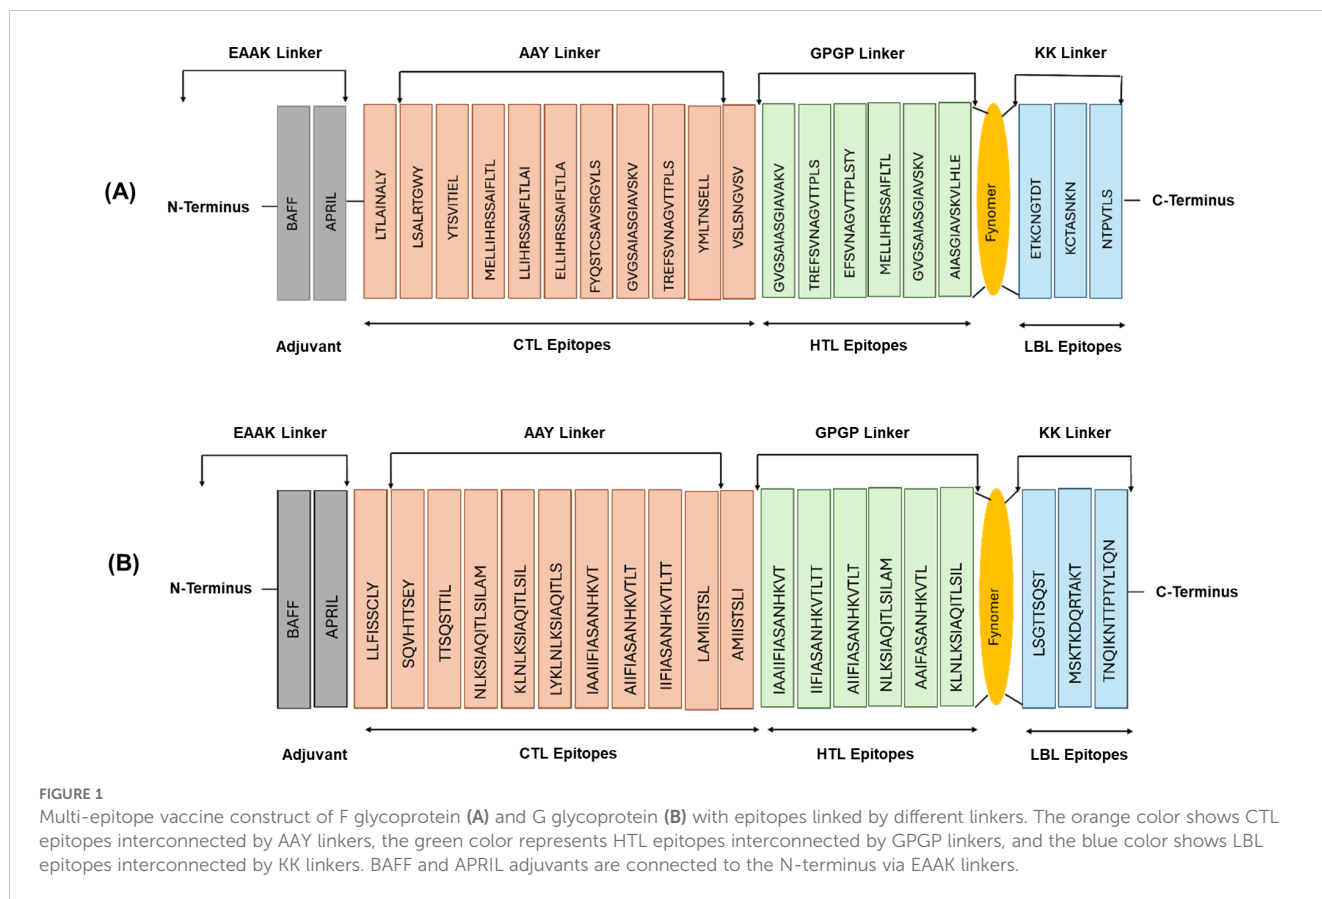 EAAK Linker
AAY Linker
GPGP Linker
KK Linker
(A)
N-Terminus
BAFF
APRIL
LTLAINALY
LSALRTGWY
YTSVITIEL
MELLIHRSSAIFLTL
LLIHRSSAIFLTLAI
ELLIHRSSAIFLTLA
FYQSTCSAVSRGYLS
GVGSAIASGIAVSKV
TREFSVNAGVTTPLS
YMLTNSELL
VSLSNGVSV
GVGSAIASGIAVAKV
TREFSVNAGVTTPLS
EFSVNAGVTTPLSTY
MELLIHRSSAIFLTL
GVGSAIASGIAVSKV
AIASGIAVSKVLHLE
Fynomer
ETKCNGTDT
KCTASNKN
NTPVTLS
C-Terminus
Adjuvant
CTL Epitopes
HTL Epitopes
LBL Epitopes
EAAK Linker
AAY Linker
GPGP Linker
KK Linker
(B)
N-Terminus
BAFF
APRIL
LLFISSCLY
SQVHTTSEY
TTSQSTTIL
NLKSIAQITLSILAM
KLNLKSIAQITLSIL
LYKLNLKSIAQITLS
IAAIIFIASANHKVT
AIIFIASANHKVTLT
IIFIASANHKVTLTT
LAMIISTSL
AMIISTSLI
IAAIIFIASANHKVT
IIFIASANHKVTLTT
AIIFIASANHKVTLT
NLKSIAQITLSILAM
AAIFASANHKVTL
KLNLKSIAQITLSIL
Fynomer
LSGTTSQST
MSKTKDQRTAKT
TNQIKNTTPTYLTQN
C-Terminus
Adjuvant
CTL Epitopes
HTL Epitopes
LBL Epitopes
FIGURE 1
Multi-epitope vaccine construct of F glycoprotein (A) and G glycoprotein (B) with epitopes linked by different linkers. The orange color shows CTL
epitopes interconnected by AAY linkers, the green color represents HTL epitopes interconnected by GPGP linkers, and the blue color shows LBL
epitopes interconnected by KK linkers. BAFF and APRIL adjuvants are connected to the N-terminus via EAAK linkers.